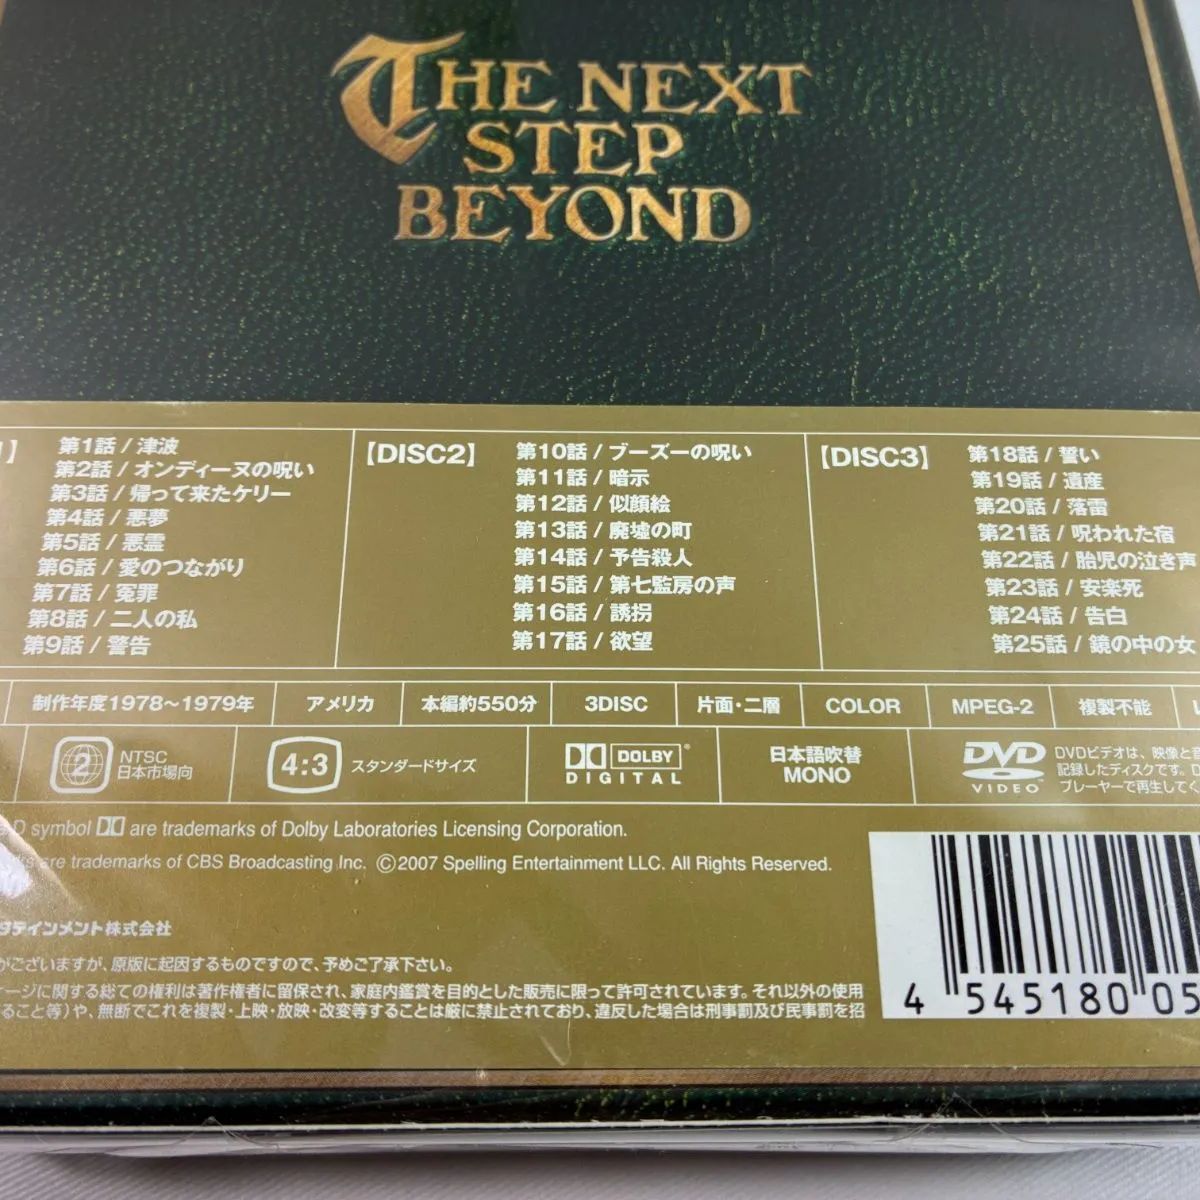 THE NEXT
STEP
BEYOND
第1話 / 津波
第2話 / オンディーヌの呪い
第3話 / 帰って来たケリー
第4話 / 悪夢
第5話 / 悪霊
第6話 / 愛のつながり
第7話 / 冤罪
第8話 / 二人の私
第9話 / 警告
【DISC2】
第10話 / ブーズーの呪い
第11話 / 暗示
第12話 / 似顔絵
第13話 / 廃墟の町
第14話 / 予告殺人
第15話 / 第七監房の声
第16話 / 誘拐
第17話 / 欲望
【DISC3】
第18話 / 誓い
第19話 / 遺産
第20話 / 落雷
第21話 / 呪われた宿
第22話 / 胎児の泣き声
第23話 / 安楽死
第24話 / 告白
第25話 / 鏡の中の女
制作年度1978〜1979年 アメリカ 本編約550分 3DISC 片面・二層 COLOR MPEG-2 複製不能
2 NTSC
日本市場向
4:3 スタンダードサイズ
DOLBY
DIGITAL
日本語吹替
MONO
DVD
VIDEO
DVDビデオは、映像と音
記録したディスクです。D
プレーヤーで再生してく
D symbol are trademarks of Dolby Laboratories Licensing Corporation.
are trademarks of CBS Broadcasting Inc. ©2007 Spelling Entertainment LLC. All Rights Reserved.
テインメント株式会社
がございますが、原版に起因するものですので、予めご了承下さい。
ージに関する総ての権利は著作権者に留保され、家庭内鑑賞を目的とした販売に限って許可されています。それ以外の使用
ること等)や、無断でこれを複製・上映・放映・改変等することは厳に禁止されており、違反した場合は刑事罰及び民事罰を招
4 545180 05